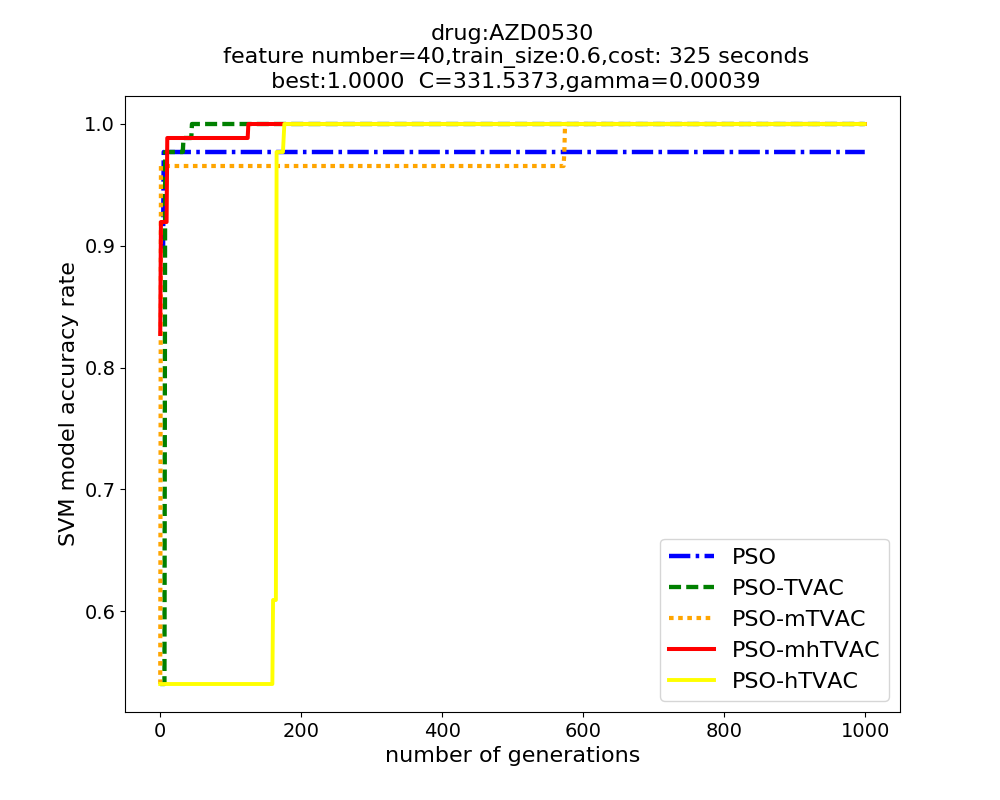 drug:AZD0530
feature number=40,train_size:0.6,cost: 325 seconds
best:1.0000  C=331.5373,gamma=0.00039
1.0
0.9
0.8
0.7
0.6
SVM model accuracy rate
PSO
PSO-TVAC
PSO-mTVAC
PSO-mhTVAC
PSO-hTVAC
0 200 400 600 800 1000
number of generations